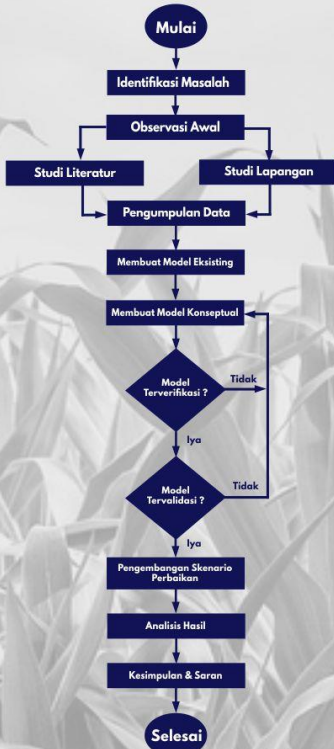 Mulai
Identifikasi Masalah
Observasi Awal
Studi Literatur
Studi Lapangan
Pengumpulan Data
Membuat Model Eksisting
Membuat Model Konseptual
Model
Terverifikasi ?
Tidak
Iya
Model
Tervalidasi ?
Tidak
Iya
Pengembangan Skenario
Perbaikan
Analisis Hasil
Kesimpulan & Saran
Selesai